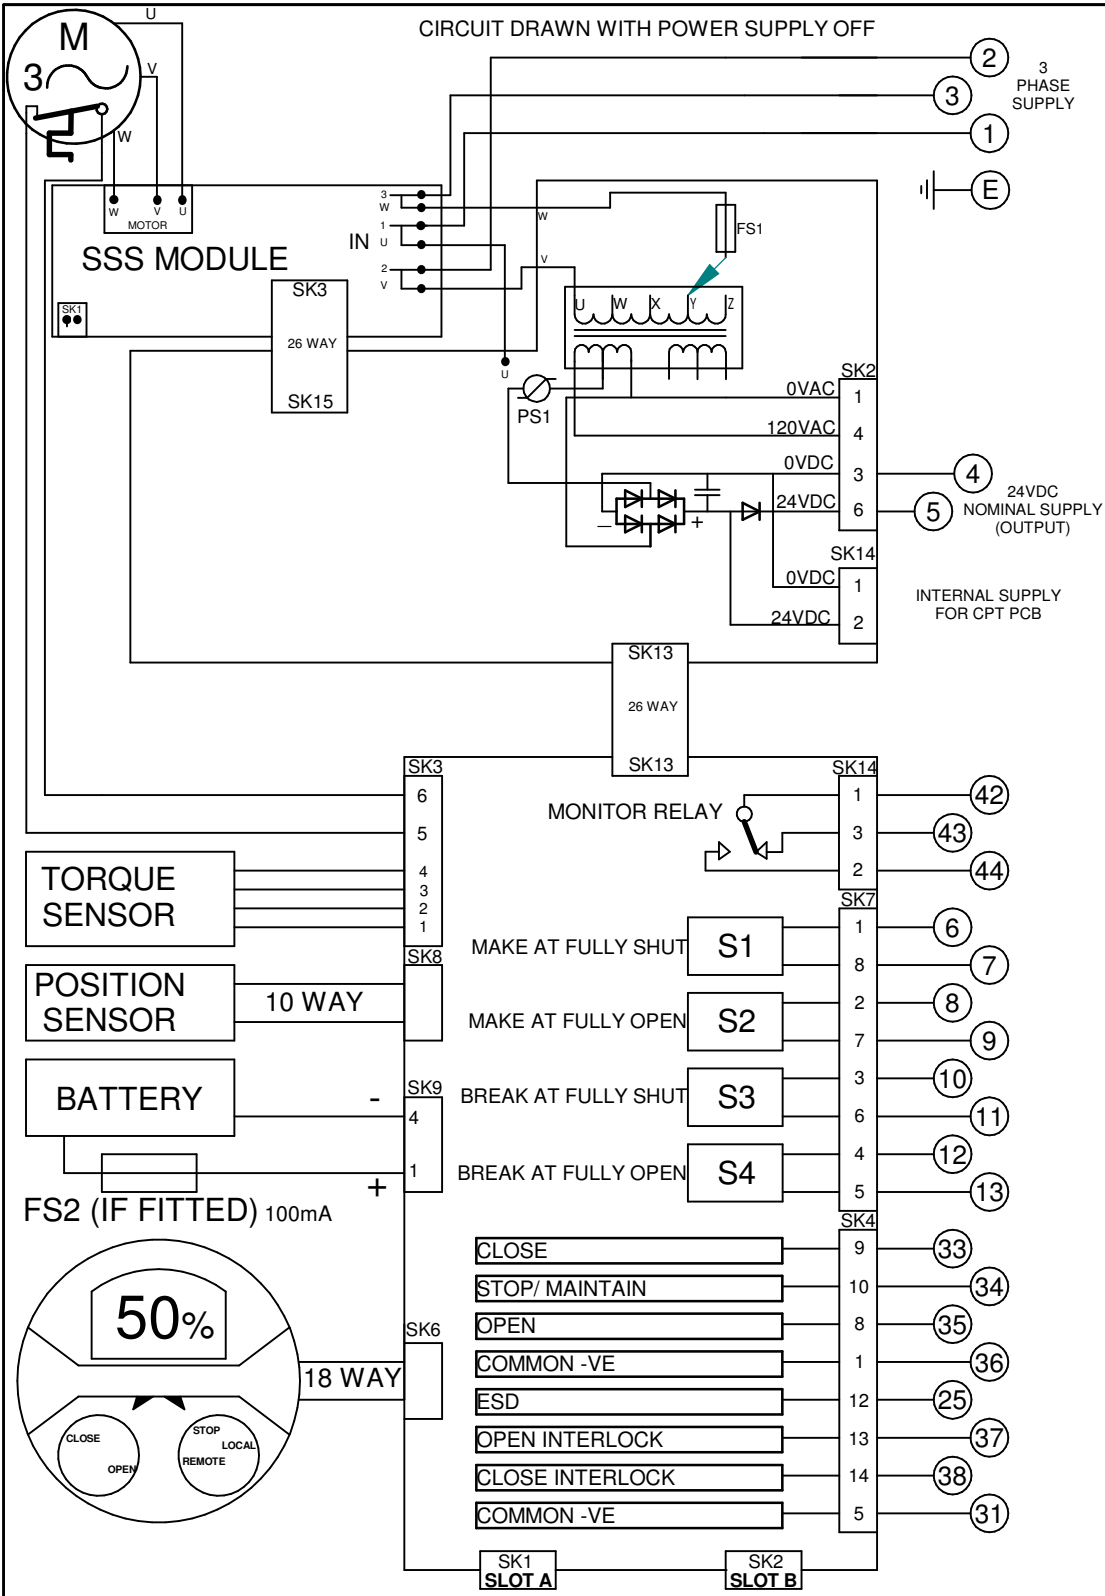 CIRCUIT DRAWN WITH POWER SUPPLY OFF
M
3
U
V
W
2
3
1
E
3
PHASE
SUPPLY
W
V
U
MOTOR
SSS MODULE
IN
3
W
1
U
2
V
SK1
SK3
26 WAY
SK15
W
V
U
FS1
U
W
X
Y
Z
PS1
SK2
0VAC
1
120VAC
4
0VDC
3
4
24VDC
6
5
24VDC
NOMINAL SUPPLY
(OUTPUT)
–
+
SK14
0VDC
1
24VDC
2
INTERNAL SUPPLY
FOR CPT PCB
SK13
26 WAY
SK13
SK3
6
5
4
3
2
1
TORQUE
SENSOR
SK8
POSITION
SENSOR
10 WAY
BATTERY
SK9
-
4
1
+
FS2 (IF FITTED) 100mA
50%
CLOSE
OPEN
STOP
LOCAL
REMOTE
18 WAY
SK6
MONITOR RELAY
SK14
1
42
3
43
2
44
SK7
MAKE AT FULLY SHUT
S1
1
6
8
7
MAKE AT FULLY OPEN
S2
2
8
7
9
BREAK AT FULLY SHUT
S3
3
10
6
11
BREAK AT FULLY OPEN
S4
4
12
5
13
SK4
CLOSE
9
33
STOP/ MAINTAIN
10
34
OPEN
8
35
COMMON -VE
1
36
ESD
12
25
OPEN INTERLOCK
13
37
CLOSE INTERLOCK
14
38
COMMON -VE
5
31
SK1
SLOT A
SK2
SLOT B